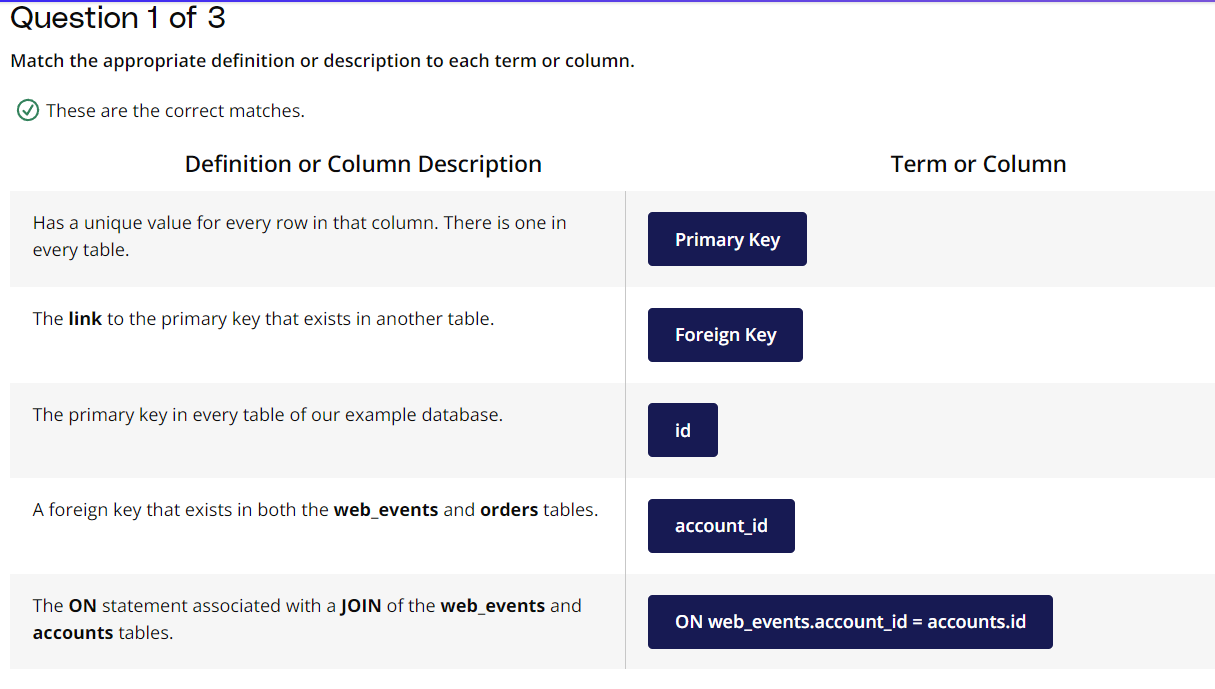 Question 1 of 3
Match the appropriate definition or description to each term or column.
These are the correct matches.
Definition or Column Description
Term or Column
Has a unique value for every row in that column. There is one in
every table.
Primary Key
The link to the primary key that exists in another table.
Foreign Key
The primary key in every table of our example database.
id
A foreign key that exists in both the web_events and orders tables.
account_id
The ON statement associated with a JOIN of the web_events and
accounts tables.
ON web_events.account_id = accounts.id